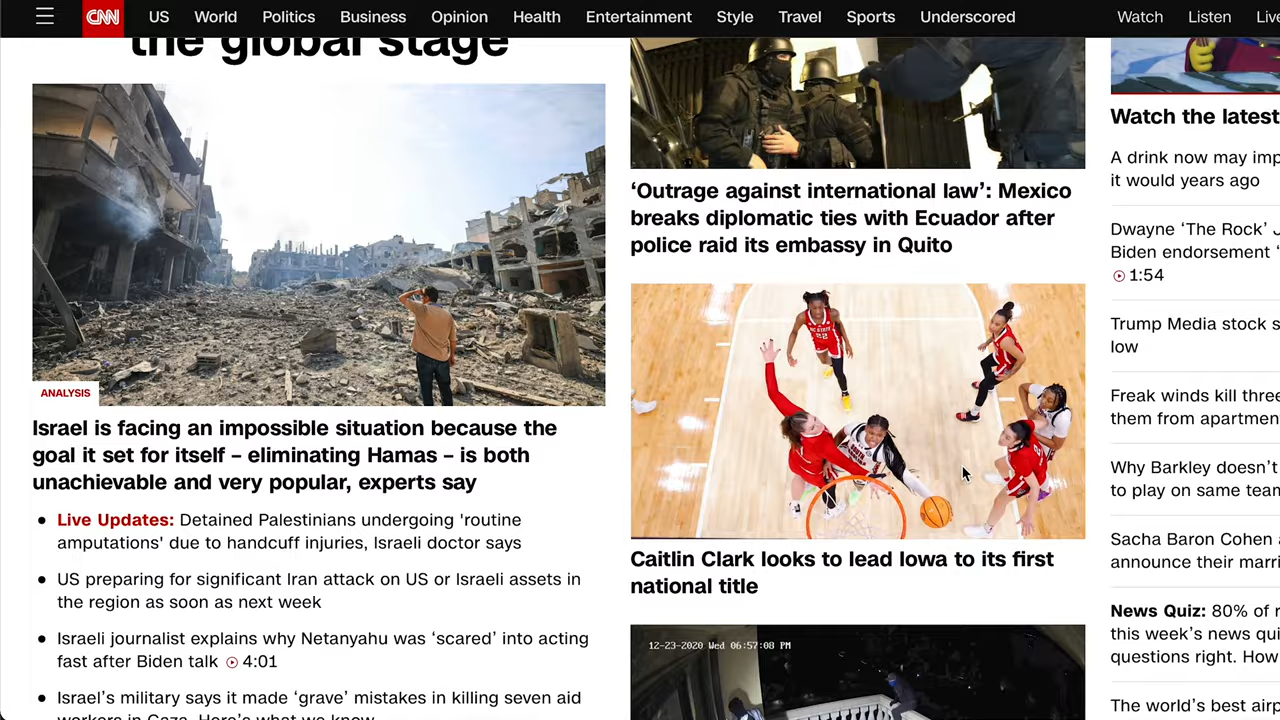 CNN US World Politics Business Opinion Health Entertainment Style Travel Sports Underscored Watch Listen
the global stage
ANALYSIS
Israel is facing an impossible situation because the
goal it set for itself – eliminating Hamas – is both
unachievable and very popular, experts say
Live Updates: Detained Palestinians undergoing 'routine
amputations' due to handcuff injuries, Israeli doctor says
US preparing for significant Iran attack on US or Israeli assets in
the region as soon as next week
Israeli journalist explains why Netanyahu was ‘scared’ into acting
fast after Biden talk 4:01
Israel’s military says it made ‘grave’ mistakes in killing seven aid
workers in Gaza. Here’s what we know
‘Outrage against international law’: Mexico
breaks diplomatic ties with Ecuador after
police raid its embassy in Quito
22
Caitlin Clark looks to lead Iowa to its first
national title
12-23-2020 Wed 06:57:08 PM
Watch the latest
A drink now may
it would years ago
Dwayne ‘The Rock’
Biden endorsement
1:54
Trump Media stock
low
Freak winds kill three
them from
Why Barkley doesn’t
to play on same
Sacha Baron Cohen
announce their
News Quiz: 80% of
this week’s news
questions right. How
The world’s best